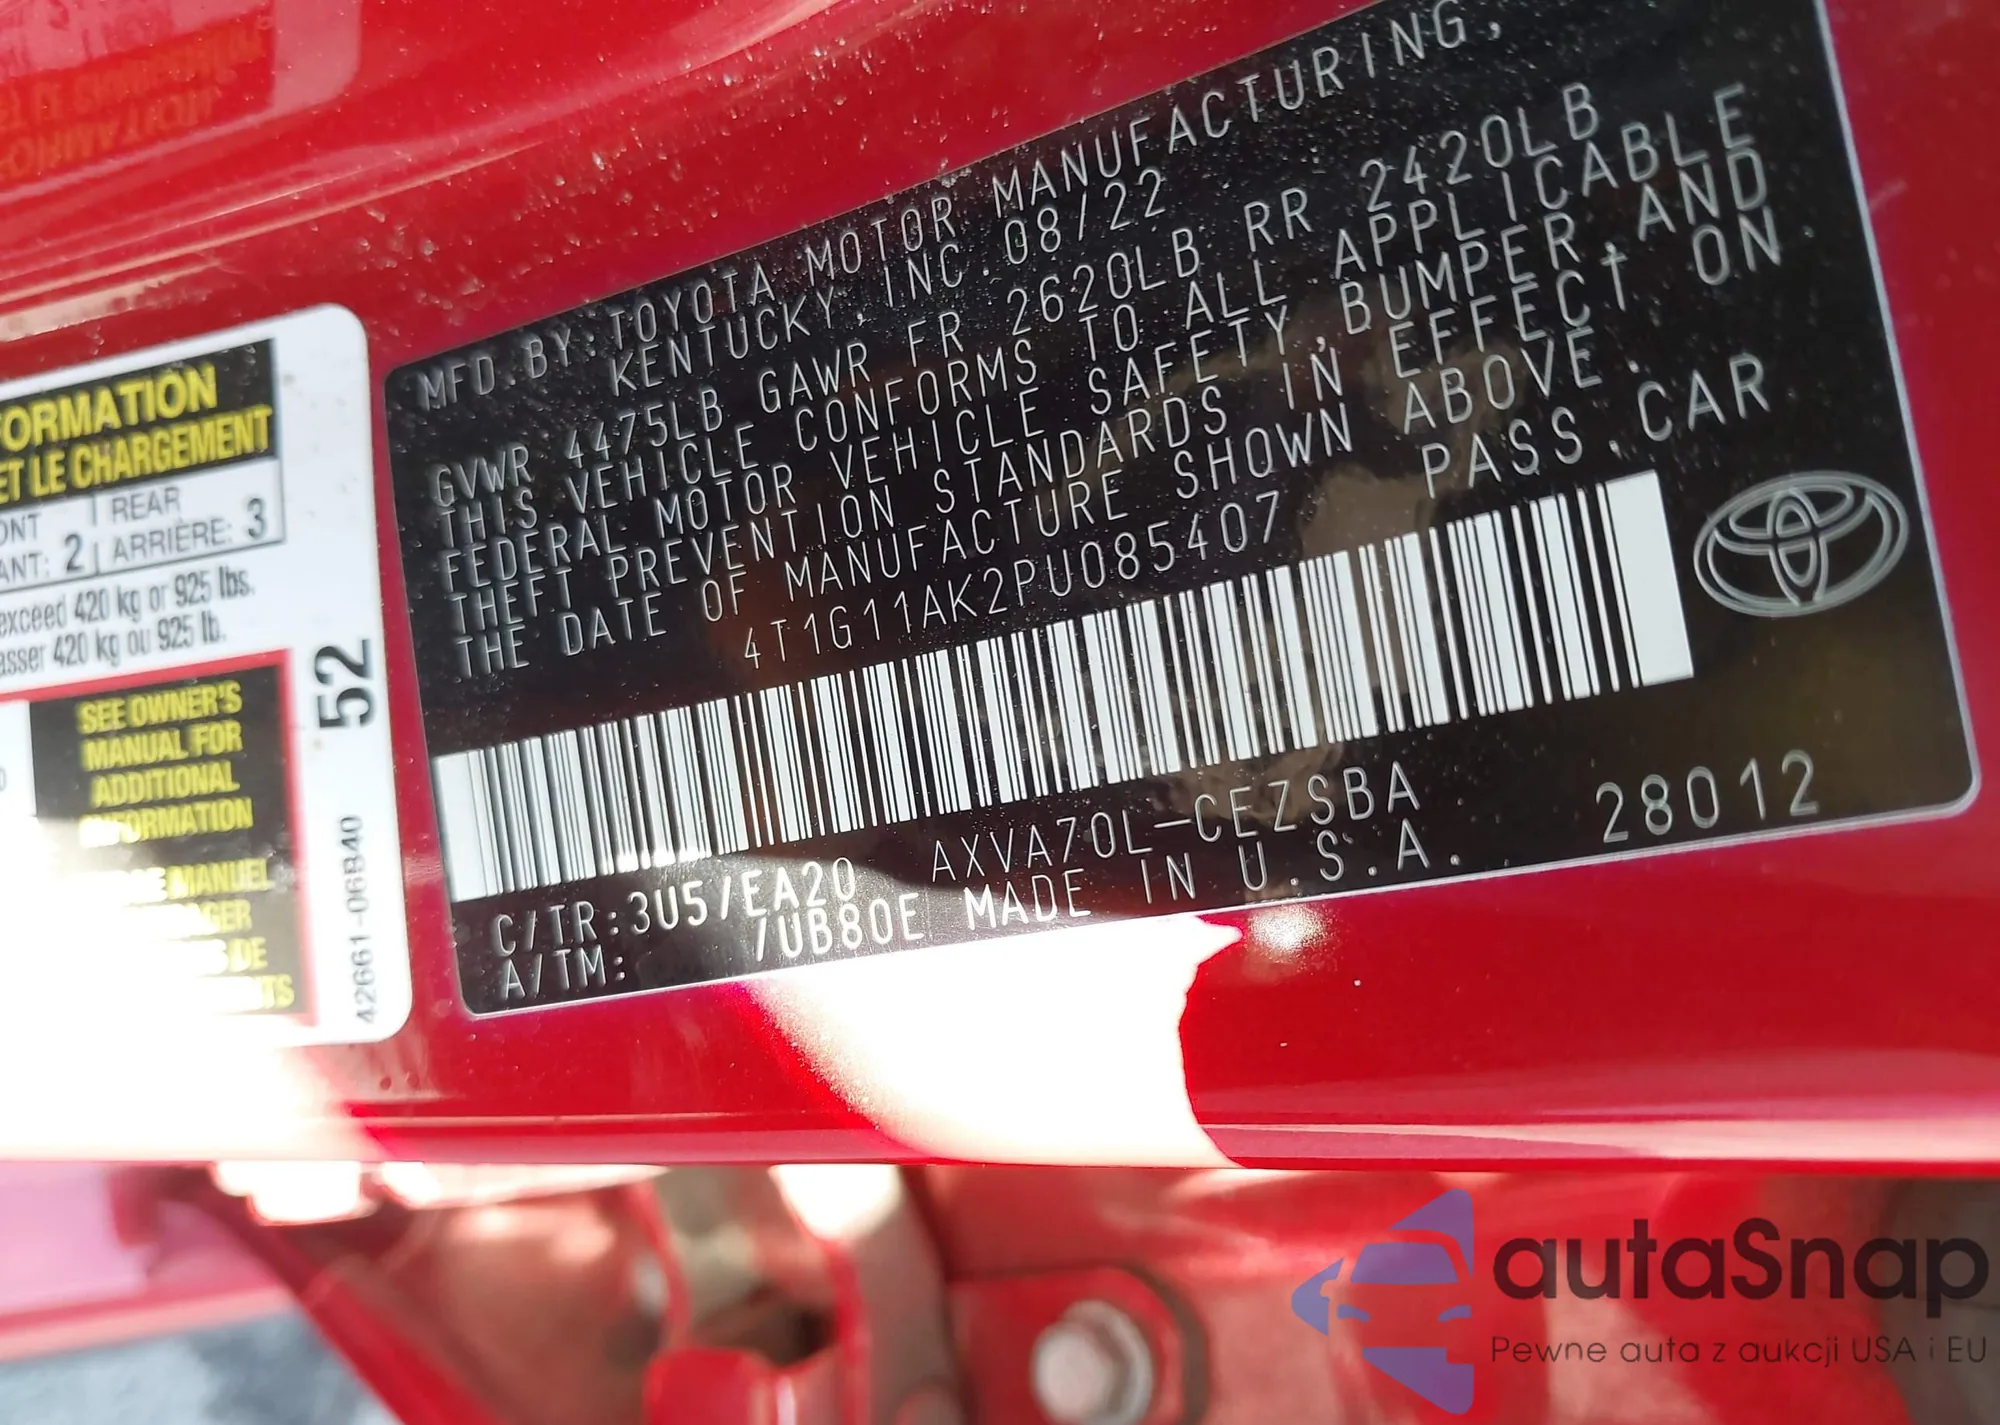 MFD.BY:TOYOTA MOTOR MANUFACTURING,
KENTUCKY, INC.08/22
GVWR 4475LB GAWR FR 2620LB RR 2420LB
THIS VEHICLE CONFORMS TO ALL APPLICABLE
FEDERAL MOTOR VEHICLE SAFETY, BUMPER, AND
THEFT PREVENTION STANDARDS IN EFFECT ON
THE DATE OF MANUFACTURE SHOWN ABOVE.
4T1G11AK2PU085407 PASS.CAR
C/TR:3U5/EA20 AXVA70L-CEZSBA
A/TM: /UB80E MADE IN U.S.A. 28012
FORMATION
ET LE CHARGEMENT
REAR
2 ARRIÈRE: 3
exceed 420 kg or 925 lbs.
420 kg ou 925 lb.
SEE OWNER'S
MANUAL FOR
ADDITIONAL
INFORMATION
MANUEL
DE
52
42661-06B40
autaSnap
Pewne auta z aukcji USA i EU